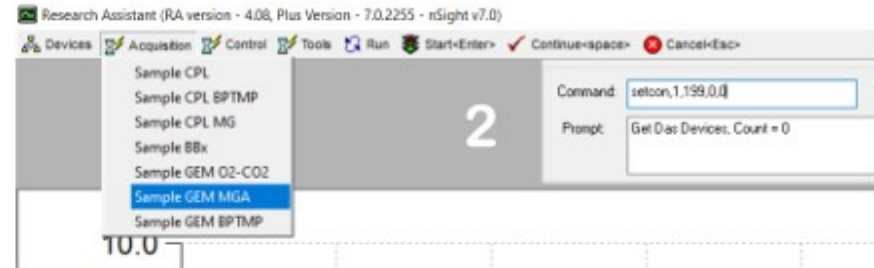 Research Assistant (RA version - 4.08, Plus Version - 7.0.2255 - nSight v7.0)
Devices Acquisition Control Tools Run Start<Enter> Continue<space> Cancel<Esc>
Sample CPL
Sample CPL BPTMP
Sample CPL MG
Sample BBx
Sample GEM O2-CO2
Sample GEM MGA
Sample GEM BPTMP
2
Command: setcon,1,199,0,0
Prompt: Get Das Devices, Count = 0
10.0